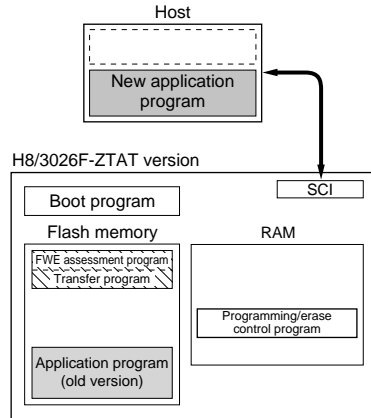 Host
New application
program
H8/3026F-ZTAT version
SCI
Boot program
Flash memory
RAM
FWE assessment program
Transfer program
Programming/erase
control program
Application program
(old version)